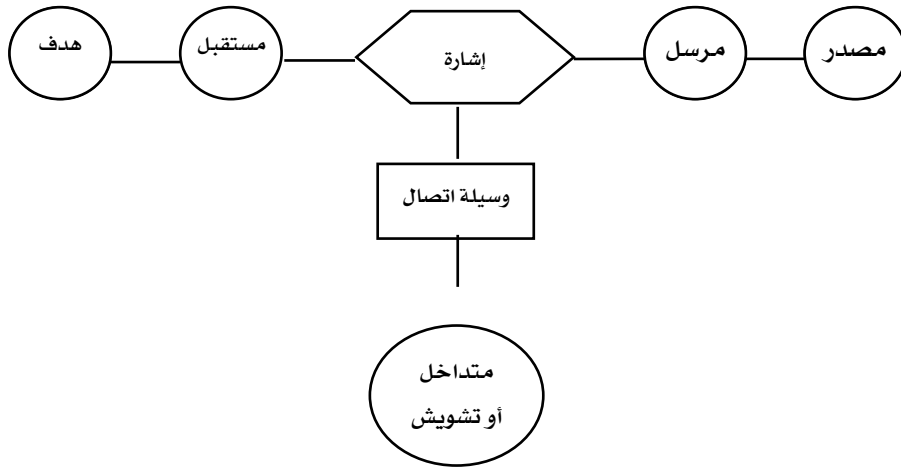 مصدر
مرسل
إشارة
مستقبل
هدف
وسيلة اتصال
متداخل
أو تشويش